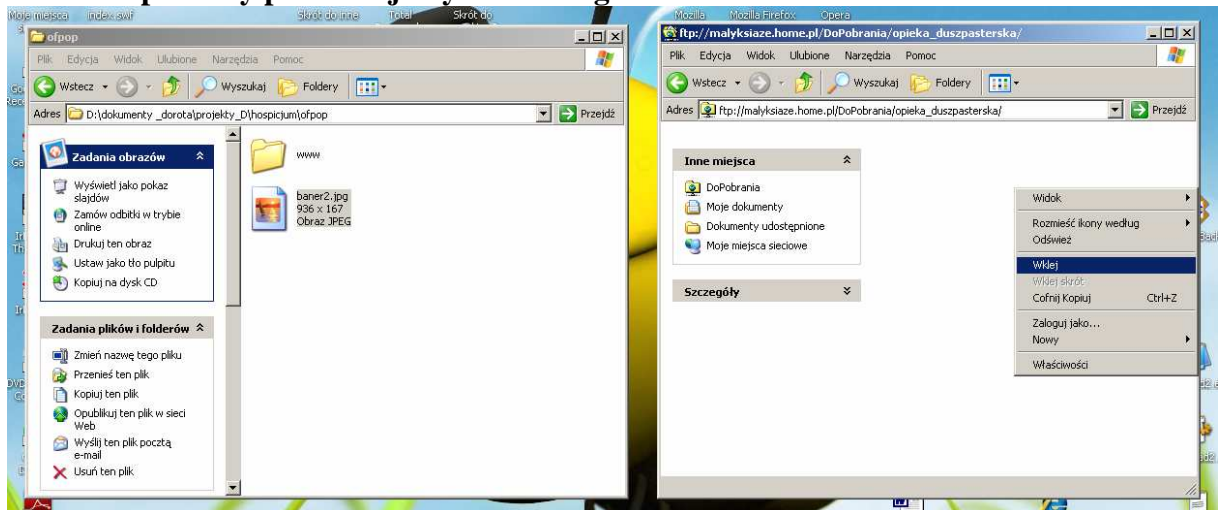 Moje miejsca
index.swf
Skrót do inne
Total
Skrót do
Mozilla
Mozilla Firefox
Opera
ofpop
Plik Edycja Widok Ulubione Narzędzia Pomoc
Wstecz Wyszukaj Foldery
Adres D:\dokumenty _dorota\projekty_D\hospicjum\ofpop Przejdź
Zadania obrazów
Wyświetl jako pokaz
slajdów
Zamów odbitki w trybie
online
Drukuj ten obraz
Ustaw jako tło pulpitu
Kopiuj na dysk CD
Zadania plików i folderów
Zmień nazwę tego pliku
Przenieś ten plik
Kopiuj ten plik
Opublikuj ten plik w sieci
Web
Wyślij ten plik pocztą
e-mail
Usuń ten plik
www
baner2.jpg
936 x 167
Obraz JPEG
ftp://malyksiaze.home.pl/DoPobrania/opieka_duszpasterska/
Plik Edycja Widok Ulubione Narzędzia Pomoc
Wstecz Wyszukaj Foldery
Adres ftp://malyksiaze.home.pl/DoPobrania/opieka_duszpasterska/ Przejdź
Inne miejsca
DoPobrania
Moje dokumenty
Dokumenty udostępnione
Moje miejsca sieciowe
Szczegóły
Widok
Rozmieść ikony według
Odśwież
Wklej
Wklej skrót
Cofnij Kopiuj Ctrl+Z
Zaloguj jako...
Nowy
Właściwości